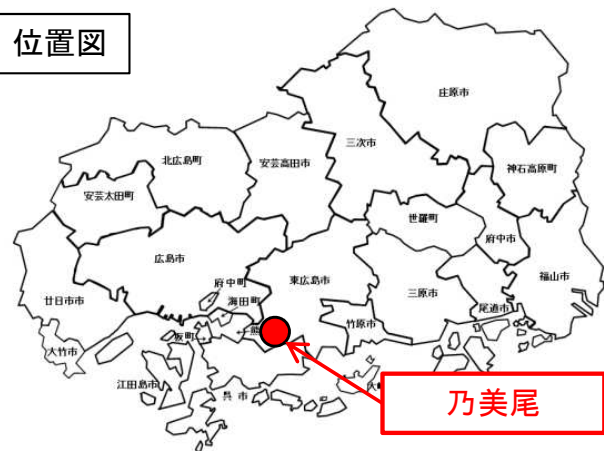 位置図
庄原市
三次市
北広島町
安芸高田市
神石高原町
安芸太田町
世羅町
府中市
広島市
東広島市
福山市
府中町
三原市
尾道市
廿日市市
海田町
竹原市
熊
坂町
大竹市
江田島市
呉市
大
乃美尾